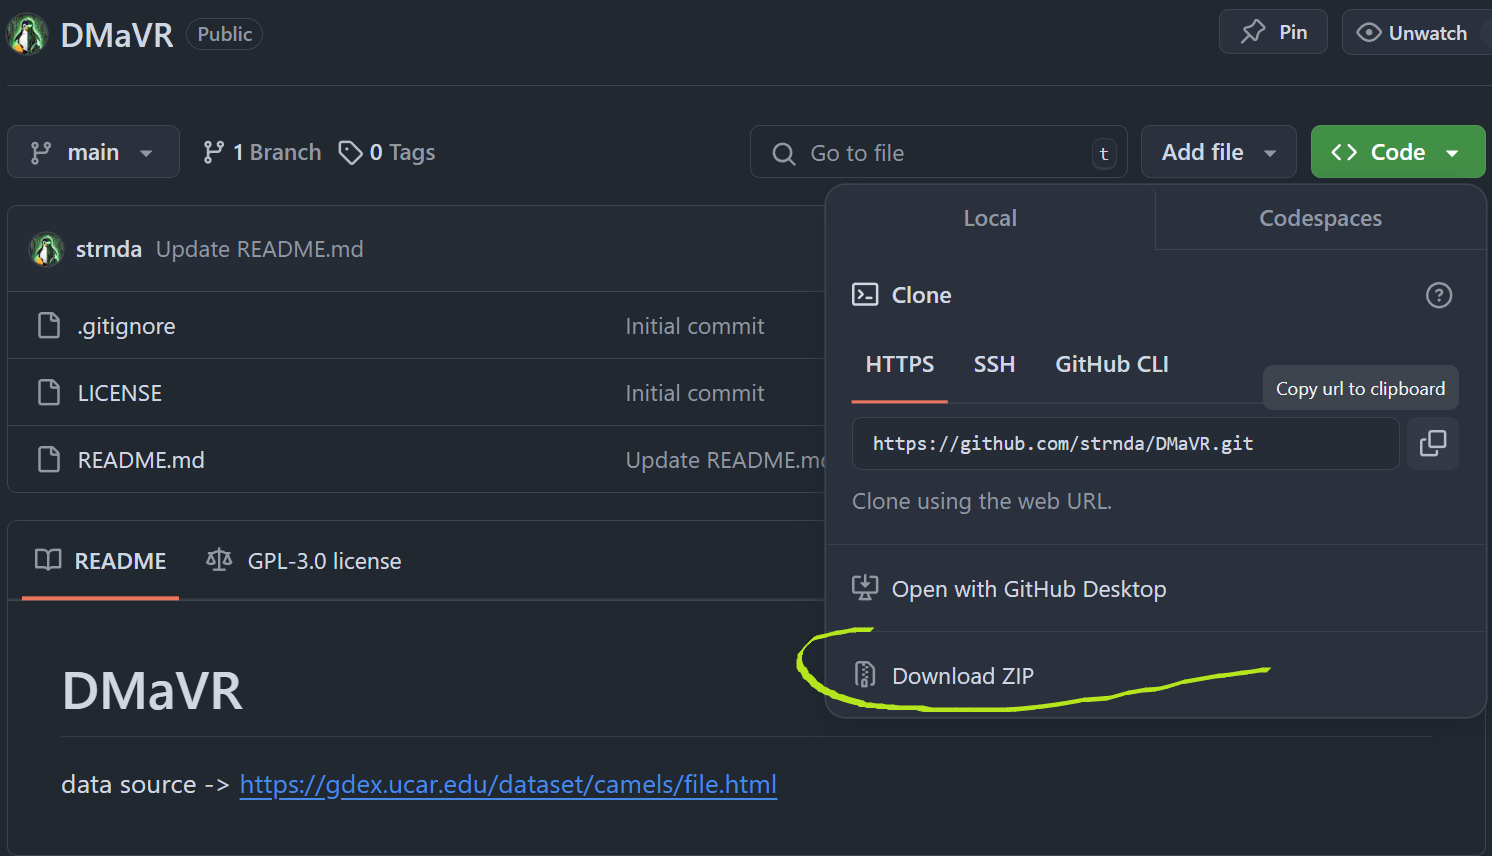 DMaVR Public Pin Unwatch
main 1 Branch 0 Tags Go to file t Add file Code
Local Codespaces
strnda Update README.md
Clone
.gitignore Initial commit
HTTPS SSH GitHub CLI
Copy url to clipboard
LICENSE Initial commit
https://github.com/strnda/DMaVR.git
README.md Update README.m
Clone using the web URL.
README GPL-3.0 license
Open with GitHub Desktop
Download ZIP
DMaVR
data source -> https://gdex.ucar.edu/dataset/camels/file.html